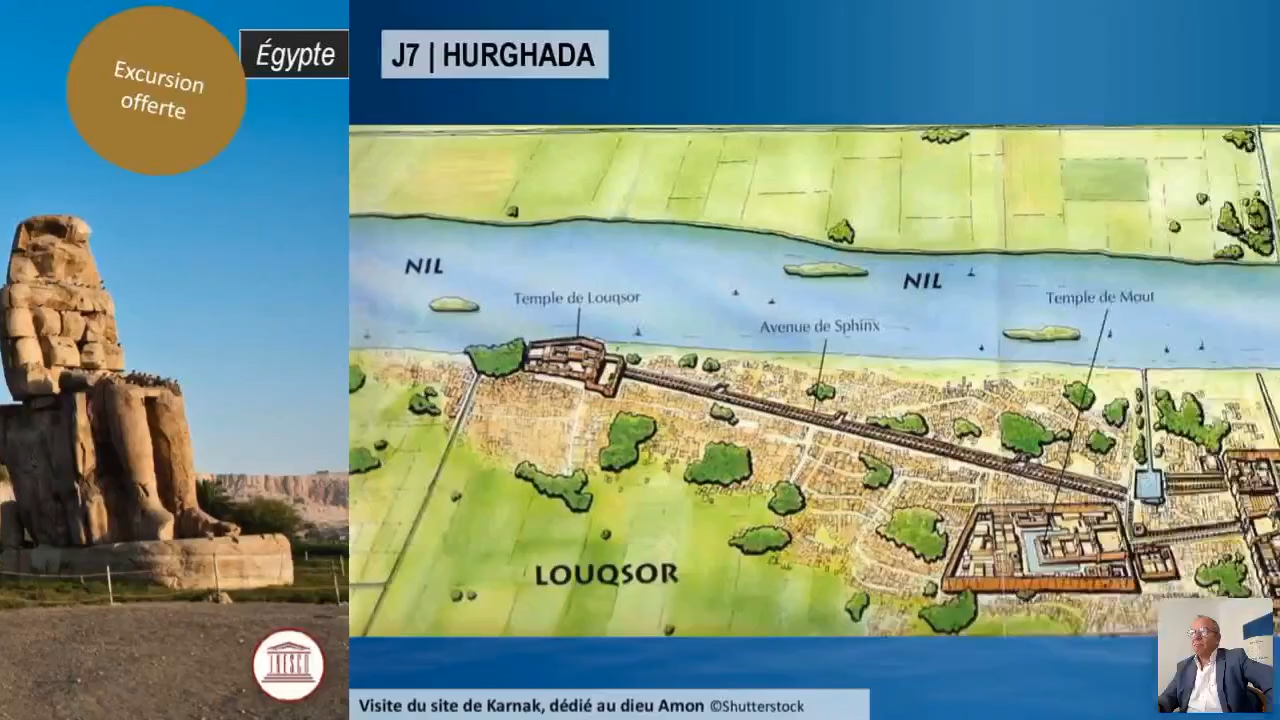 Excursion
offerte
Égypte
J7 | HURGHADA
NIL
NIL
Temple de Louqsor
Avenue de Sphinx
Temple de Mout
LOUQSOR
UNESCO
Visite du site de Karnak, dédié au dieu Amon ©Shutterstock